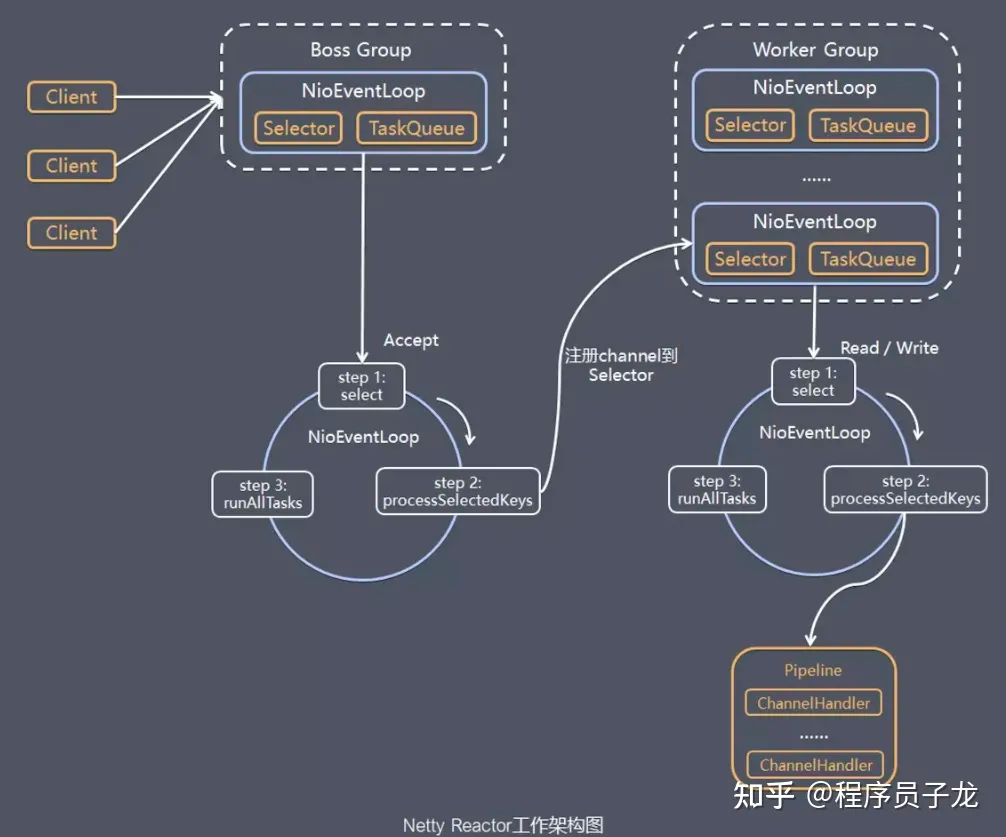 Boss Group
NioEventLoop
Selector
TaskQueue
Client
Client
Client
Worker Group
NioEventLoop
Selector
TaskQueue
......
NioEventLoop
Selector
TaskQueue
Accept
step 1:
select
NioEventLoop
step 2:
processSelectedKeys
step 3:
runAllTasks
注册channel到
Selector
Read / Write
step 1:
select
NioEventLoop
step 2:
processSelectedKeys
step 3:
runAllTasks
Pipeline
ChannelHandler
......
ChannelHandler
知乎 @程序员子龙
Netty Reactor工作架构图